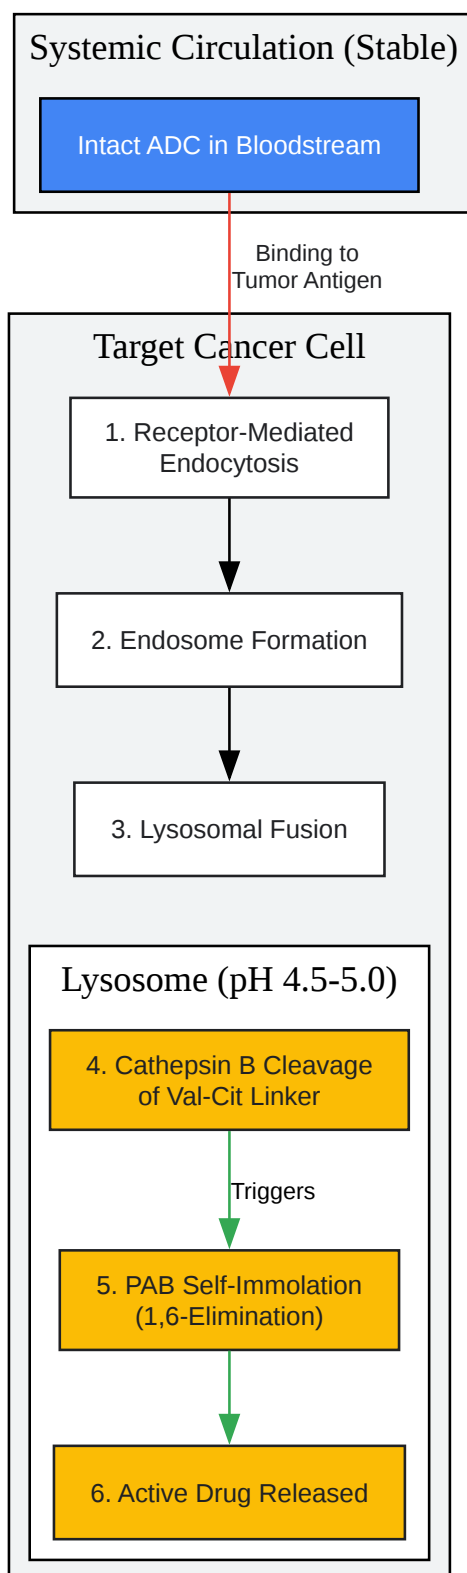 Systemic Circulation (Stable)
Intact ADC in Bloodstream
Binding to
Tumor Antigen
Target Cancer Cell
1. Receptor-Mediated
Endocytosis
2. Endosome Formation
3. Lysosomal Fusion
Lysosome (pH 4.5-5.0)
4. Cathepsin B Cleavage
of Val-Cit Linker
Triggers
5. PAB Self-Immolation
(1,6-Elimination)
6. Active Drug Released